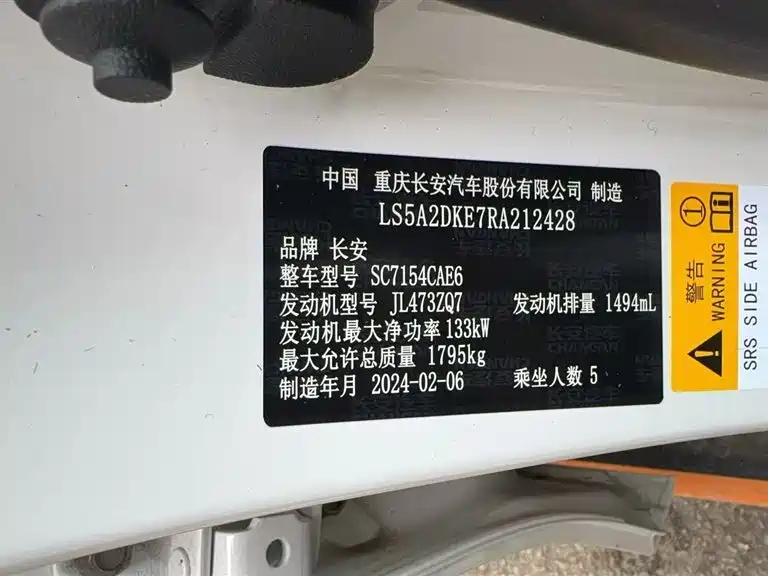 中国 重庆长安汽车股份有限公司 制造
LS5A2DKE7RA212428
品牌 长安
整车型号 SC7154CAE6
发动机型号 JL473ZQ7 发动机排量 1494mL
发动机最大净功率 133kW
最大允许总质量 1795kg
制造年月 2024-02-06 乘坐人数 5
警告
WARNING
SRS SIDE AIRBAG